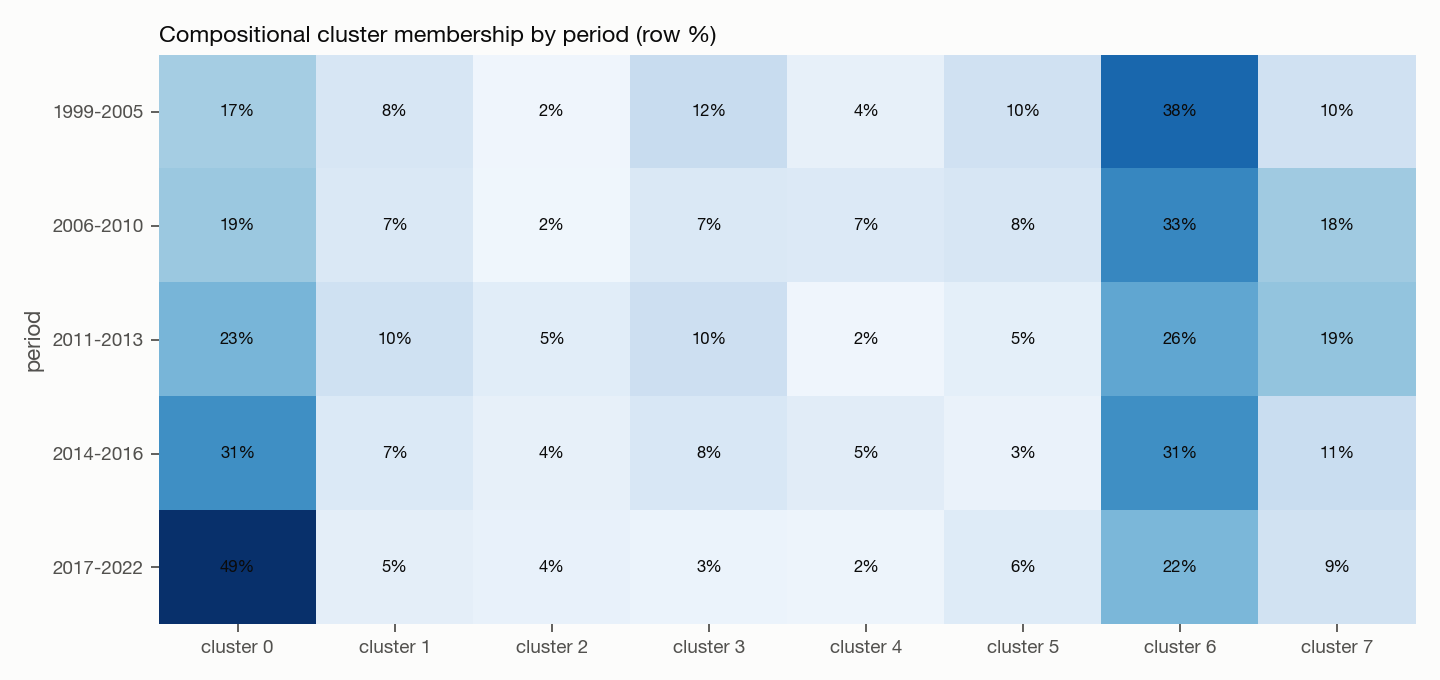 Compositional cluster membership by period (row %)
period
1999-2005 17% 8% 2% 12% 4% 10% 38% 10%
2006-2010 19% 7% 2% 7% 7% 8% 33% 18%
2011-2013 23% 10% 5% 10% 2% 5% 26% 19%
2014-2016 31% 7% 4% 8% 5% 3% 31% 11%
2017-2022 49% 5% 4% 3% 2% 6% 22% 9%
cluster 0 cluster 1 cluster 2 cluster 3 cluster 4 cluster 5 cluster 6 cluster 7